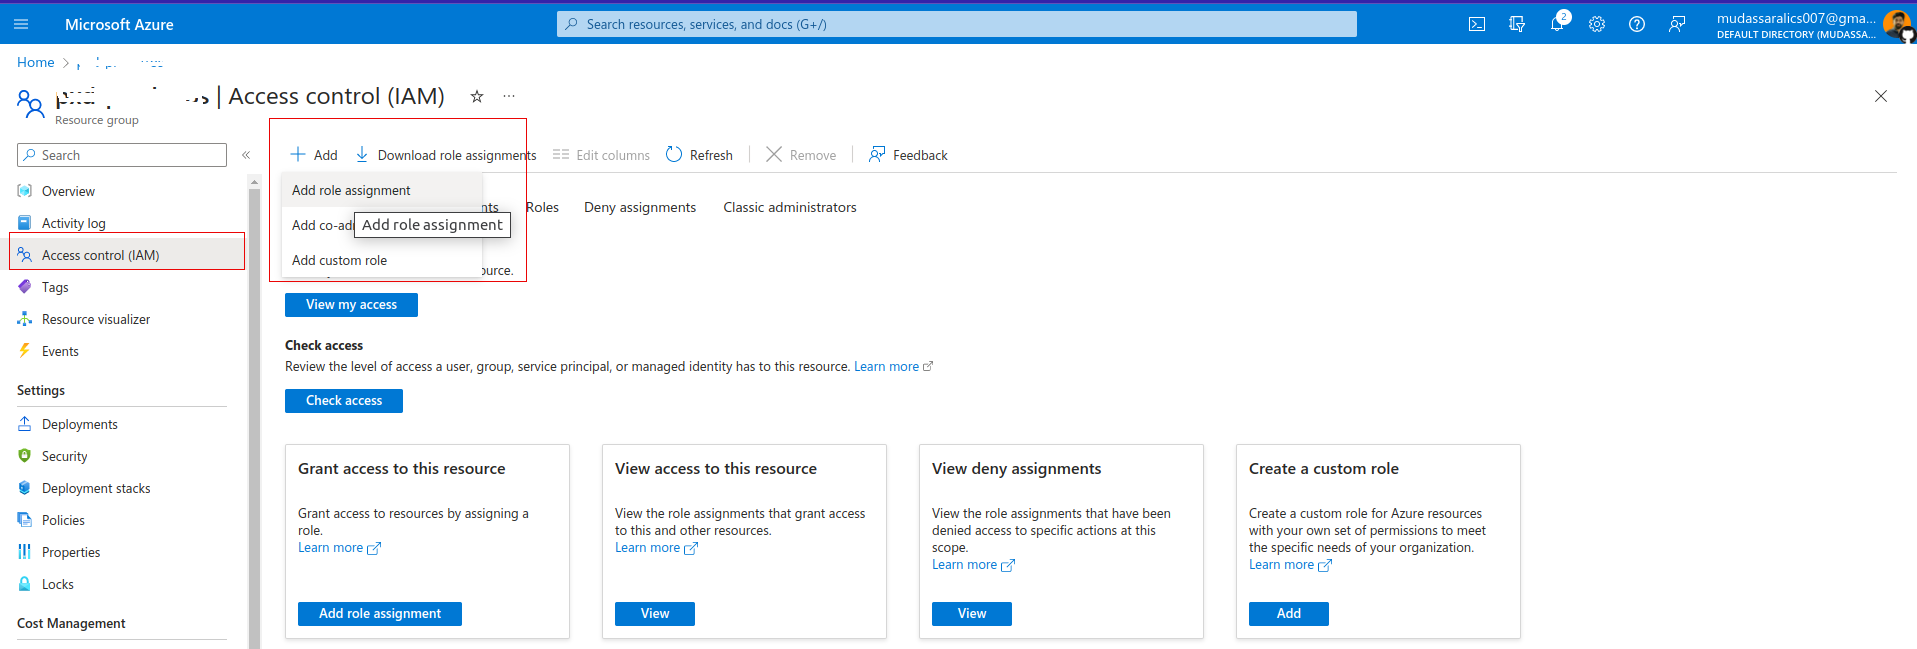 Microsoft Azure
Search resources, services, and docs (G+/)
2
mudassaralics007@gma...
DEFAULT DIRECTORY (MUDASSA...
Home >
| Access control (IAM) ☆ ...
Resource group
Search
«
Overview
Activity log
Access control (IAM)
Tags
Resource visualizer
Events
Settings
Deployments
Security
Deployment stacks
Policies
Properties
Locks
Cost Management
Add
Download role assignments
Edit columns
Refresh
Remove
Feedback
Add role assignment
Add co-ad
Add role assignment
Add custom role
nts
Roles
Deny assignments
Classic administrators
ource.
View my access
Check access
Review the level of access a user, group, service principal, or managed identity has to this resource. Learn more
Check access
Grant access to this resource
Grant access to resources by assigning a
role.
Learn more
Add role assignment
View access to this resource
View the role assignments that grant access
to this and other resources.
Learn more
View
View deny assignments
View the role assignments that have been
denied access to specific actions at this
scope.
Learn more
View
Create a custom role
Create a custom role for Azure resources
with your own set of permissions to meet
the specific needs of your organization.
Learn more
Add